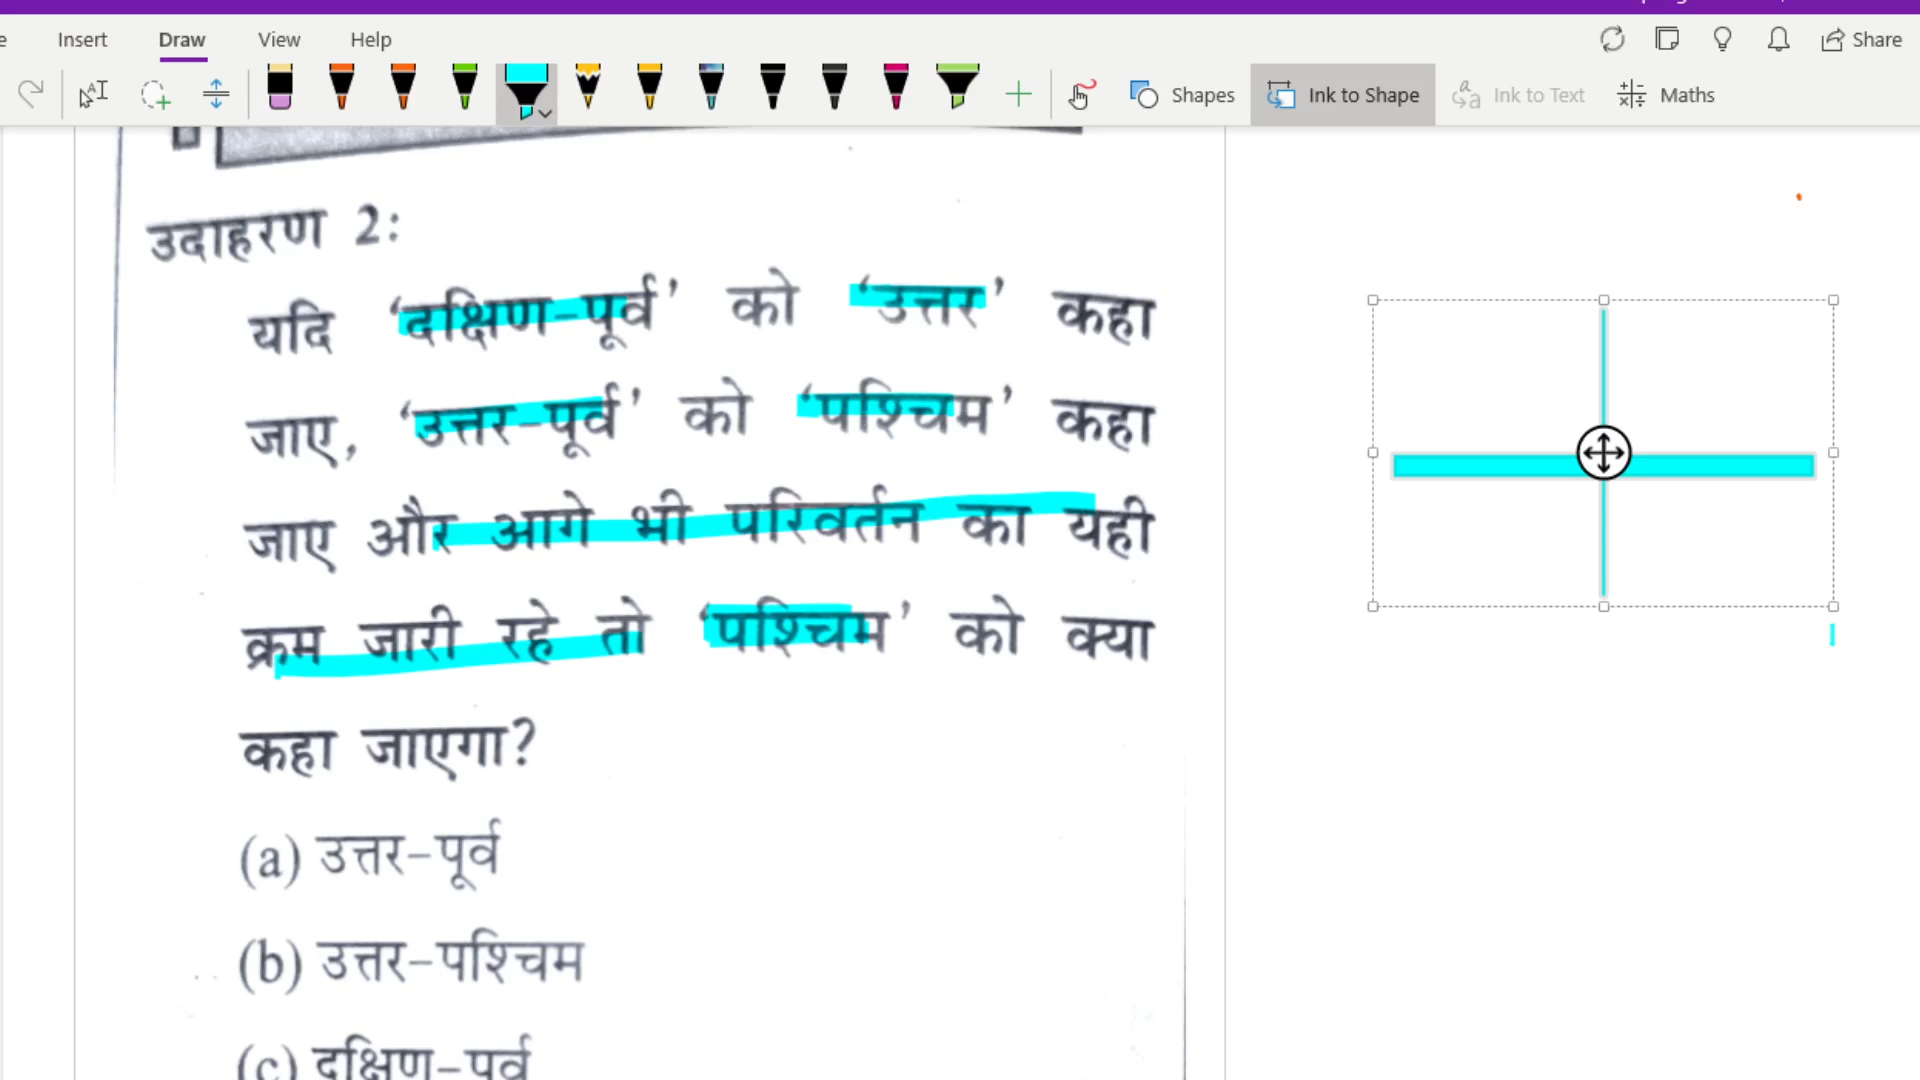 Insert Draw View Help Share
Shapes Ink to Shape Ink to Text Maths
उदाहरण 2:
यदि ‘दक्षिण-पूर्व’ को ‘उत्तर’ कहा
जाए, ‘उत्तर-पूर्व’ को ‘पश्चिम’ कहा
जाए और आगे भी परिवर्तन का यही
क्रम जारी रहे तो ‘पश्चिम’ को क्या
कहा जाएगा?
(a) उत्तर-पूर्व
(b) उत्तर-पश्चिम
(c) दक्षिण-पूर्व